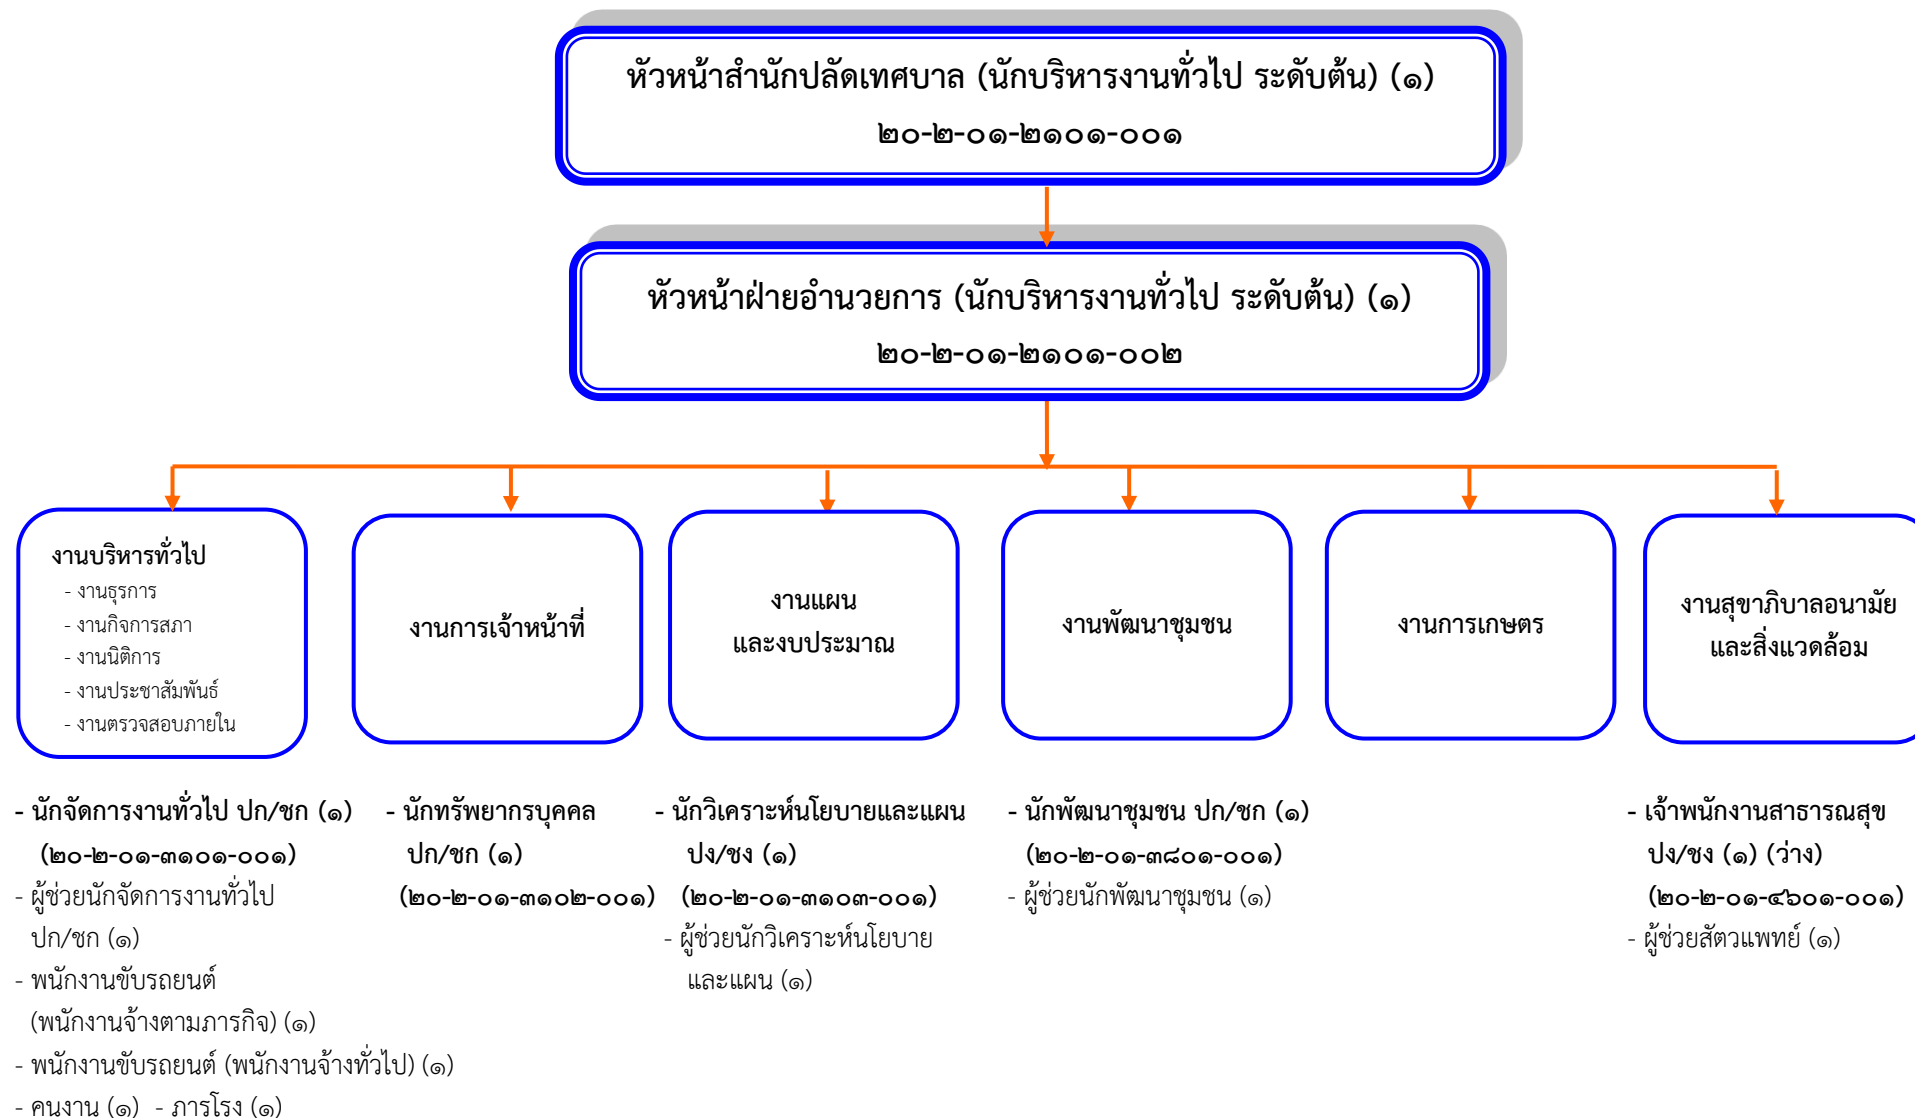 หัวหน้าสำนักปลัดเทศบาล (นักบริหารงานทั่วไป ระดับต้น) (๑)
๒๐-๒-๐๑-๒๑๐๑-๐๐๑
หัวหน้าฝ่ายอำนวยการ (นักบริหารงานทั่วไป ระดับต้น) (๑)
๒๐-๒-๐๑-๒๑๐๑-๐๐๒
งานบริหารทั่วไป
- งานธุรการ
- งานกิจการสภา
- งานนิติการ
- งานประชาสัมพันธ์
- งานตรวจสอบภายใน
งานการเจ้าหน้าที่
งานแผน
และงบประมาณ
งานพัฒนาชุมชน
งานการเกษตร
งานสุขาภิบาลอนามัย
และสิ่งแวดล้อม
- นักจัดการงานทั่วไป ปก/ชก (๑)
(๒๐-๒-๐๑-๓๑๐๑-๐๐๑)
- ผู้ช่วยนักจัดการงานทั่วไป
ปก/ชก (๑)
- พนักงานขับรถยนต์
(พนักงานจ้างตามภารกิจ) (๑)
- พนักงานขับรถยนต์ (พนักงานจ้างทั่วไป) (๑)
- คนงาน (๑) - ภารโรง (๑)
- นักทรัพยากรบุคคล
ปก/ชก (๑)
(๒๐-๒-๐๑-๓๑๐๒-๐๐๑)
- นักวิเคราะห์นโยบายและแผน
ปง/ชง (๑)
(๒๐-๒-๐๑-๓๑๐๓-๐๐๑)
- ผู้ช่วยนักวิเคราะห์นโยบาย
และแผน (๑)
- นักพัฒนาชุมชน ปก/ชก (๑)
(๒๐-๒-๐๑-๓๘๐๑-๐๐๑)
- ผู้ช่วยนักพัฒนาชุมชน (๑)
- เจ้าพนักงานสาธารณสุข
ปง/ชง (๑) (ว่าง)
(๒๐-๒-๐๑-๔๖๐๑-๐๐๑)
- ผู้ช่วยสัตวแพทย์ (๑)